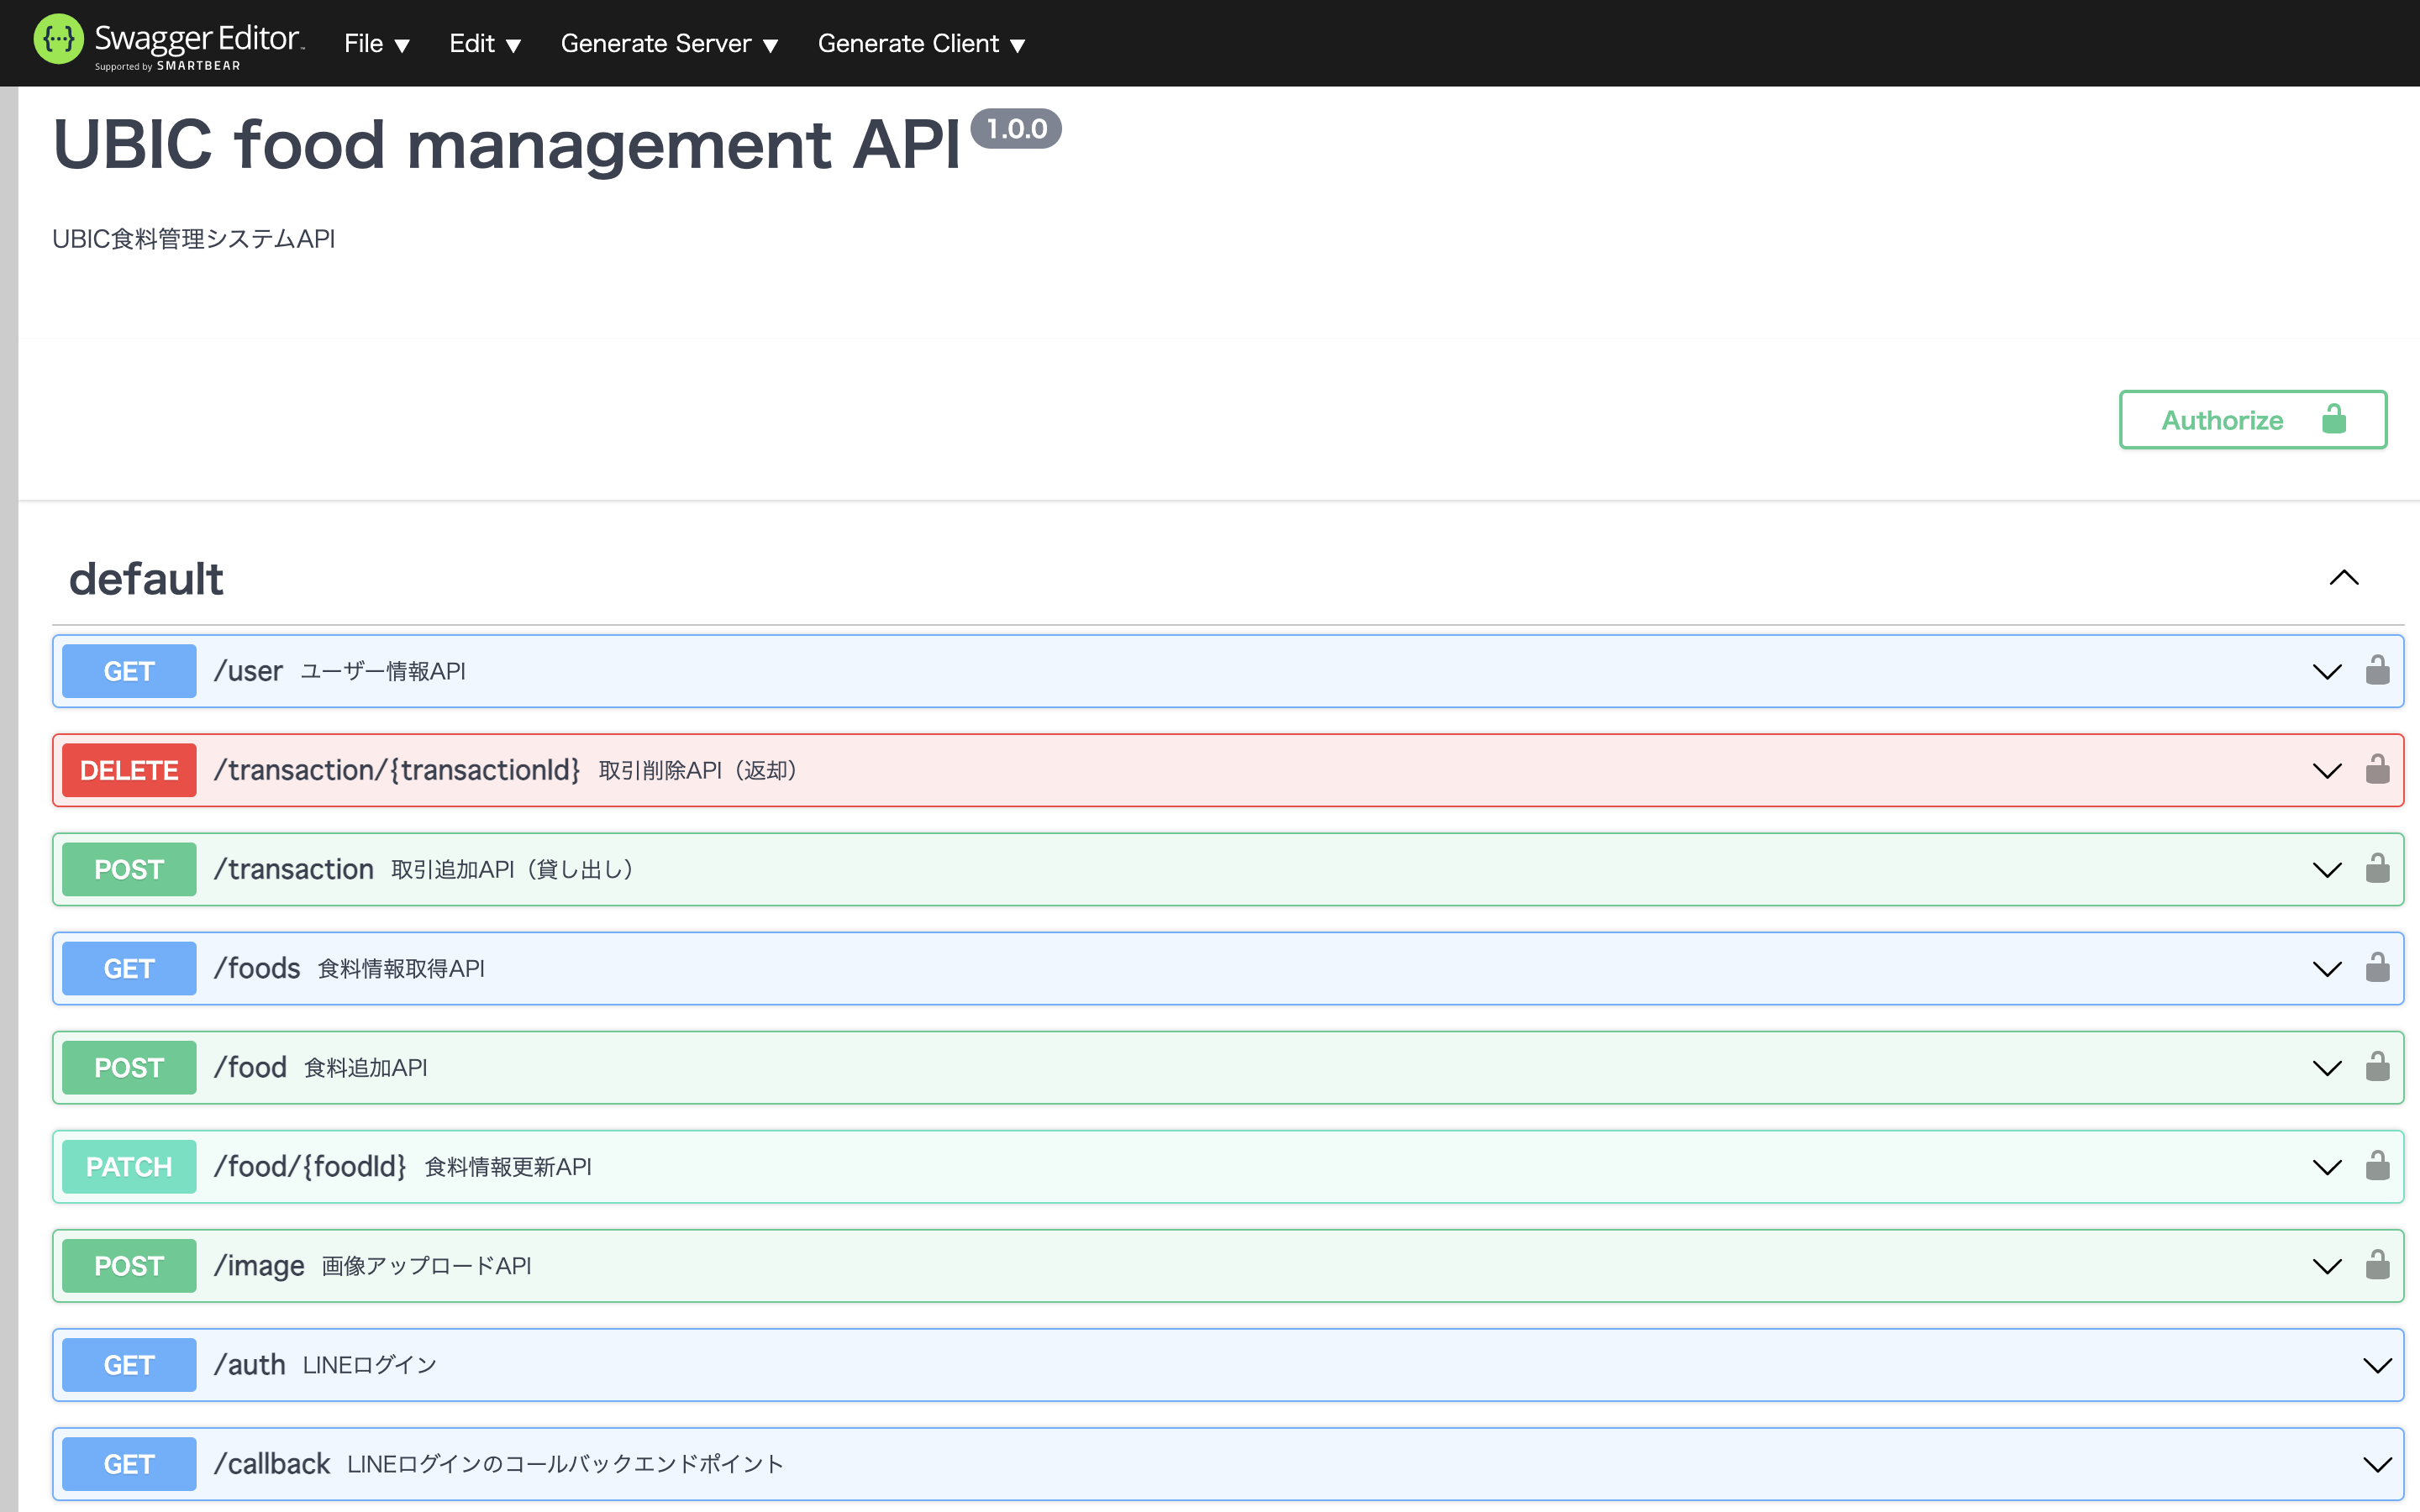 Swagger Editor
Supported by SMARTBEAR
File ▼ Edit ▼ Generate Server ▼ Generate Client ▼
UBIC food management API 1.0.0
UBIC食料管理システムAPI
Authorize
default
GET /user ユーザー情報API
DELETE /transaction/{transactionId} 取引削除API（返却）
POST /transaction 取引追加API（貸し出し）
GET /foods 食料情報取得API
POST /food 食料追加API
PATCH /food/{foodId} 食料情報更新API
POST /image 画像アップロードAPI
GET /auth LINEログイン
GET /callback LINEログインのコールバックエンドポイント